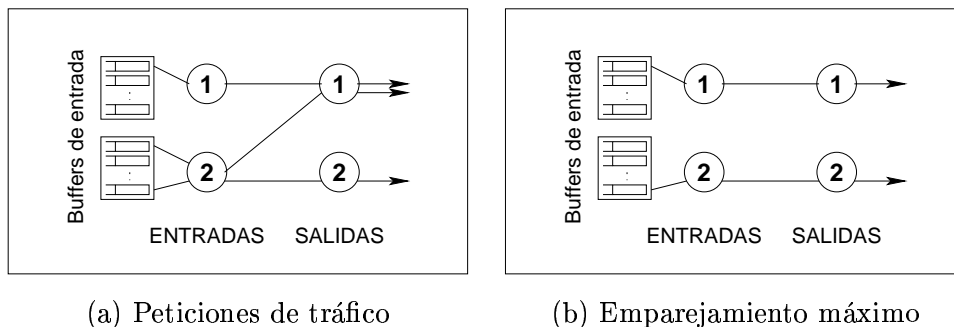 Buffers de entrada
1
1
2
2
ENTRADAS
SALIDAS
(a) Peticiones de tráfico
Buffers de entrada
1
1
2
2
ENTRADAS
SALIDAS
(b) Emparejamiento máximo